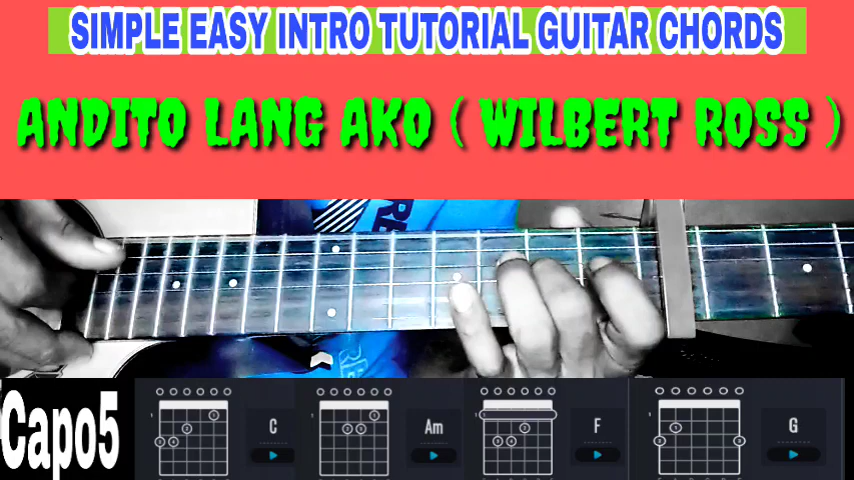 SIMPLE EASY INTRO TUTORIAL GUITAR CHORDS
ANDITO LANG AKO ( WILBERT ROSS )
Capo5
C
Am
F
G